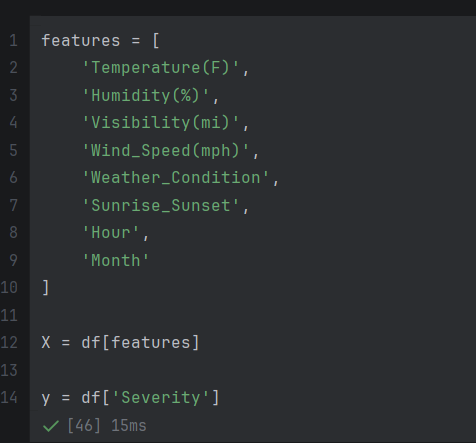 1 features = [
2     'Temperature(F)',
3     'Humidity(%)',
4     'Visibility(mi)',
5     'Wind_Speed(mph)',
6     'Weather_Condition',
7     'Sunrise_Sunset',
8     'Hour',
9     'Month'
10 ]
11
12 X = df[features]
13
14 y = df['Severity']
[46] 15ms